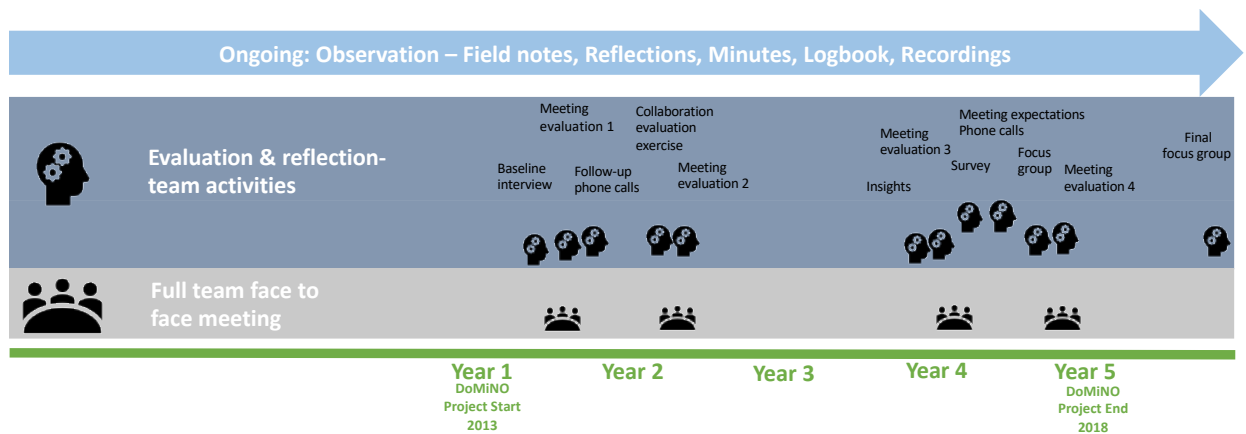 Ongoing: Observation – Field notes, Reflections, Minutes, Logbook, Recordings
Evaluation & reflection-
team activities
Baseline
interview
Meeting
evaluation 1
Follow-up
phone calls
Collaboration
evaluation
exercise
Meeting
evaluation 2
Insights
Meeting
evaluation 3
Survey
Meeting expectations
Phone calls
Focus
group
Meeting
evaluation 4
Final
focus group
Full team face to
face meeting
Year 1
DoMiNO
Project Start
2013
Year 2
Year 3
Year 4
Year 5
DoMiNO
Project End
2018